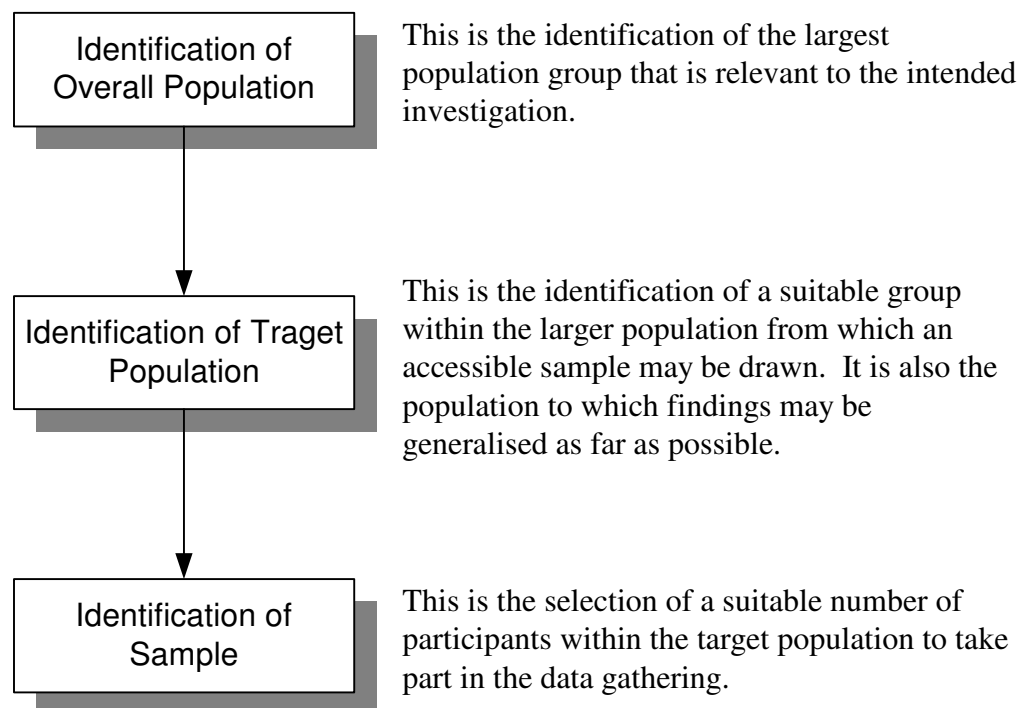 Identification of
Overall Population
This is the identification of the largest
population group that is relevant to the intended
investigation.
Identification of Traget
Population
This is the identification of a suitable group
within the larger population from which an
accessible sample may be drawn.  It is also the
population to which findings may be
generalised as far as possible.
Identification of
Sample
This is the selection of a suitable number of
participants within the target population to take
part in the data gathering.